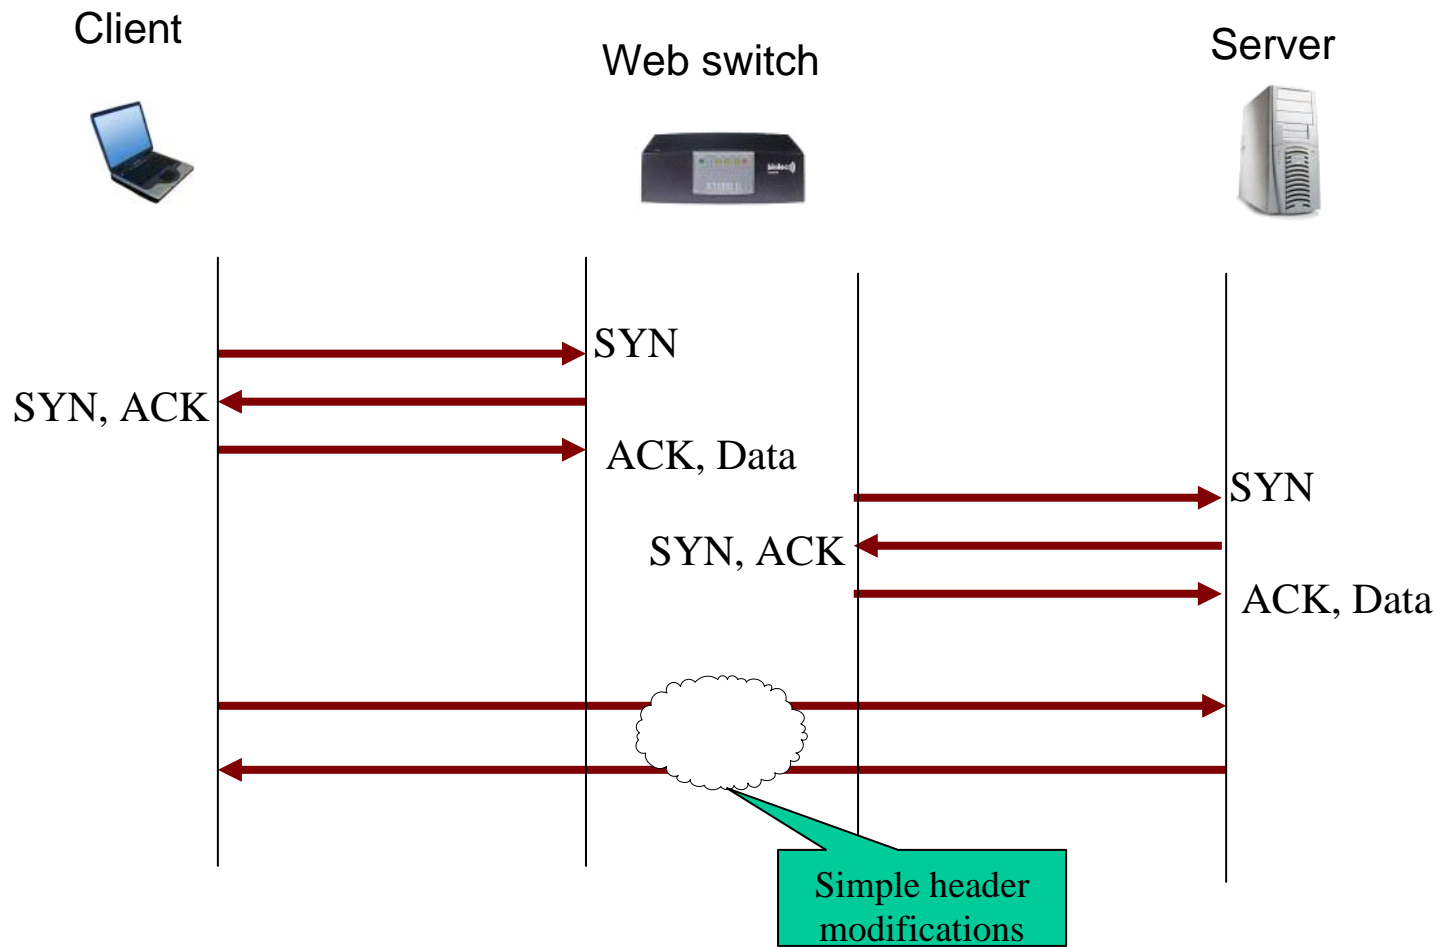 Client
Web switch
Server
SYN
SYN, ACK
ACK, Data
SYN
SYN, ACK
ACK, Data
Simple header
modifications